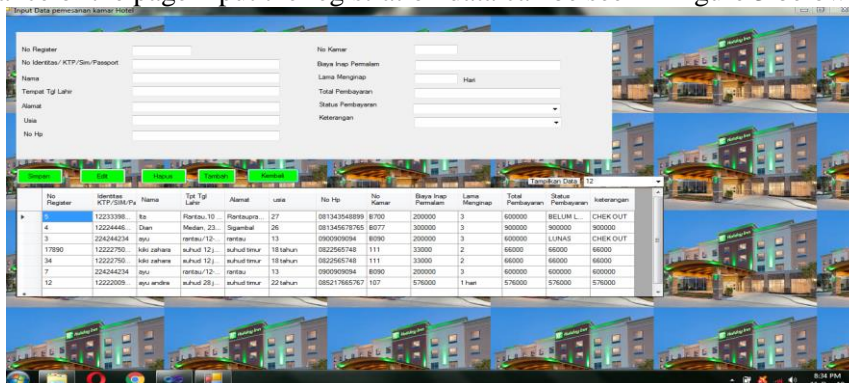 Input Data pemesanan kamar Hotel
No Register
No Identitas/ KTP/Sim/Passport
Nama
Tempat Tgl Lahir
Alamat
Usia
No Hp
No Kamar
Biaya Inap Permalam
Lama Menginap Hari
Total Pembayaran
Status Pembayaran
Keterangan
Simpan Edit Hapus Tambah Kembali
Tampilkan Data 12
No Register Identitas KTP/SIM/Pa Nama Tpt Tgl Lahir Alamat usia No Hp No Kamar Biaya Inap Permalam Lama Menginap Total Pembayaran Status Pembayaran keterangan
5 12233398... Ita Rantau,10 ... Rantaupra... 27 081343548899 B700 200000 3 600000 BELUM L... CHEK OUT
4 12224446... Dian Medan, 23... Sigambal 26 081345678765 B077 300000 3 900000 900000 900000
3 224244234 ayu rantau/12-... rantau 13 0900909094 B090 200000 3 600000 LUNAS CHEK OUT
17890 12222750... kiki zahara suhud 12 j... suhud timur 18 tahun 0822565748 111 33000 2 66000 66000 66000
34 12222750... kiki zahara suhud 12 j... suhud timur 18 tahun 0822565748 111 33000 2 66000 66000 66000
7 224244234 ayu rantau/12-... rantau 13 0900909094 B090 200000 3 600000 600000 600000
12 12222009... ayu andira suhud 28 j... suhud timur 22 tahun 085217665767 107 576000 1 hari 576000 576000 576000
8:34 PM